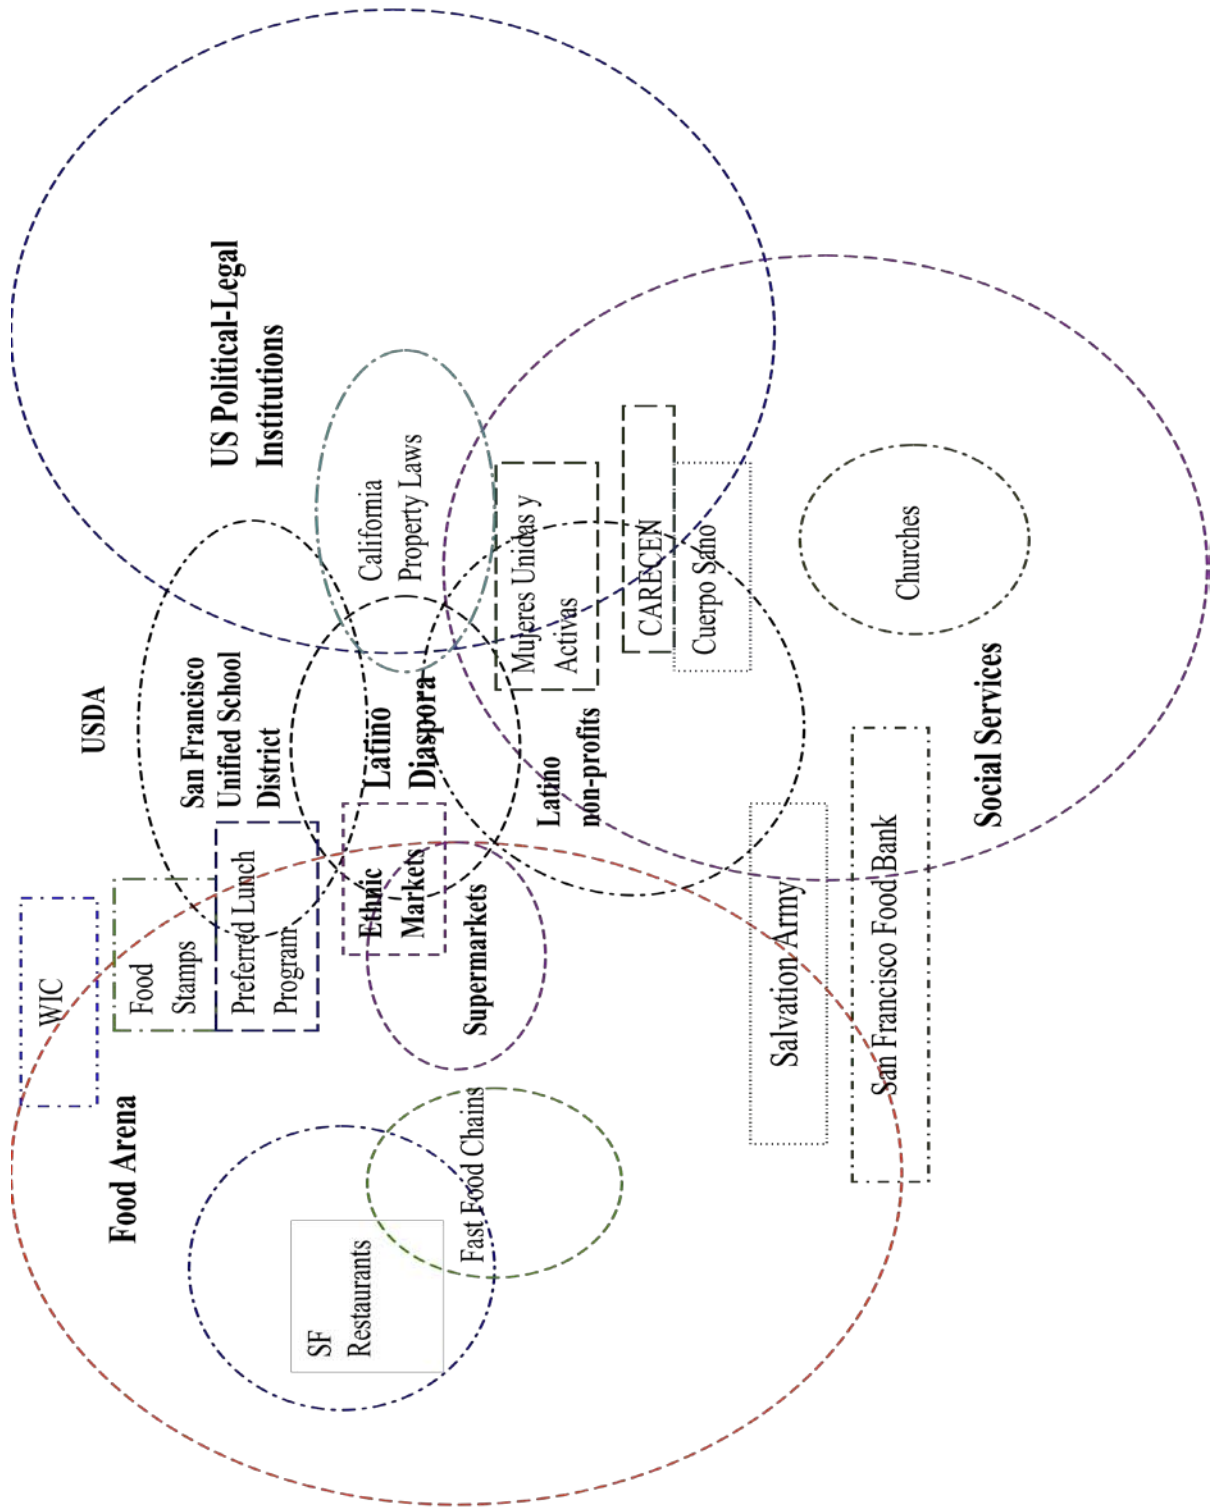 USDA
WIC
Food Arena
Food
Stamps
San Francisco
Unified School
District
Preferred Lunch
Program
US Political-Legal
Institutions
SF
Restaurants
Ethnic
Markets
Latino
Diaspora
California
Property Laws
Fast Food Chains
Supermarkets
Latino
non-profits
Mujeres Unidas y
Activas
CARECEN
Cuerpo Sano
Salvation Army
San Francisco Food Bank
Churches
Social Services